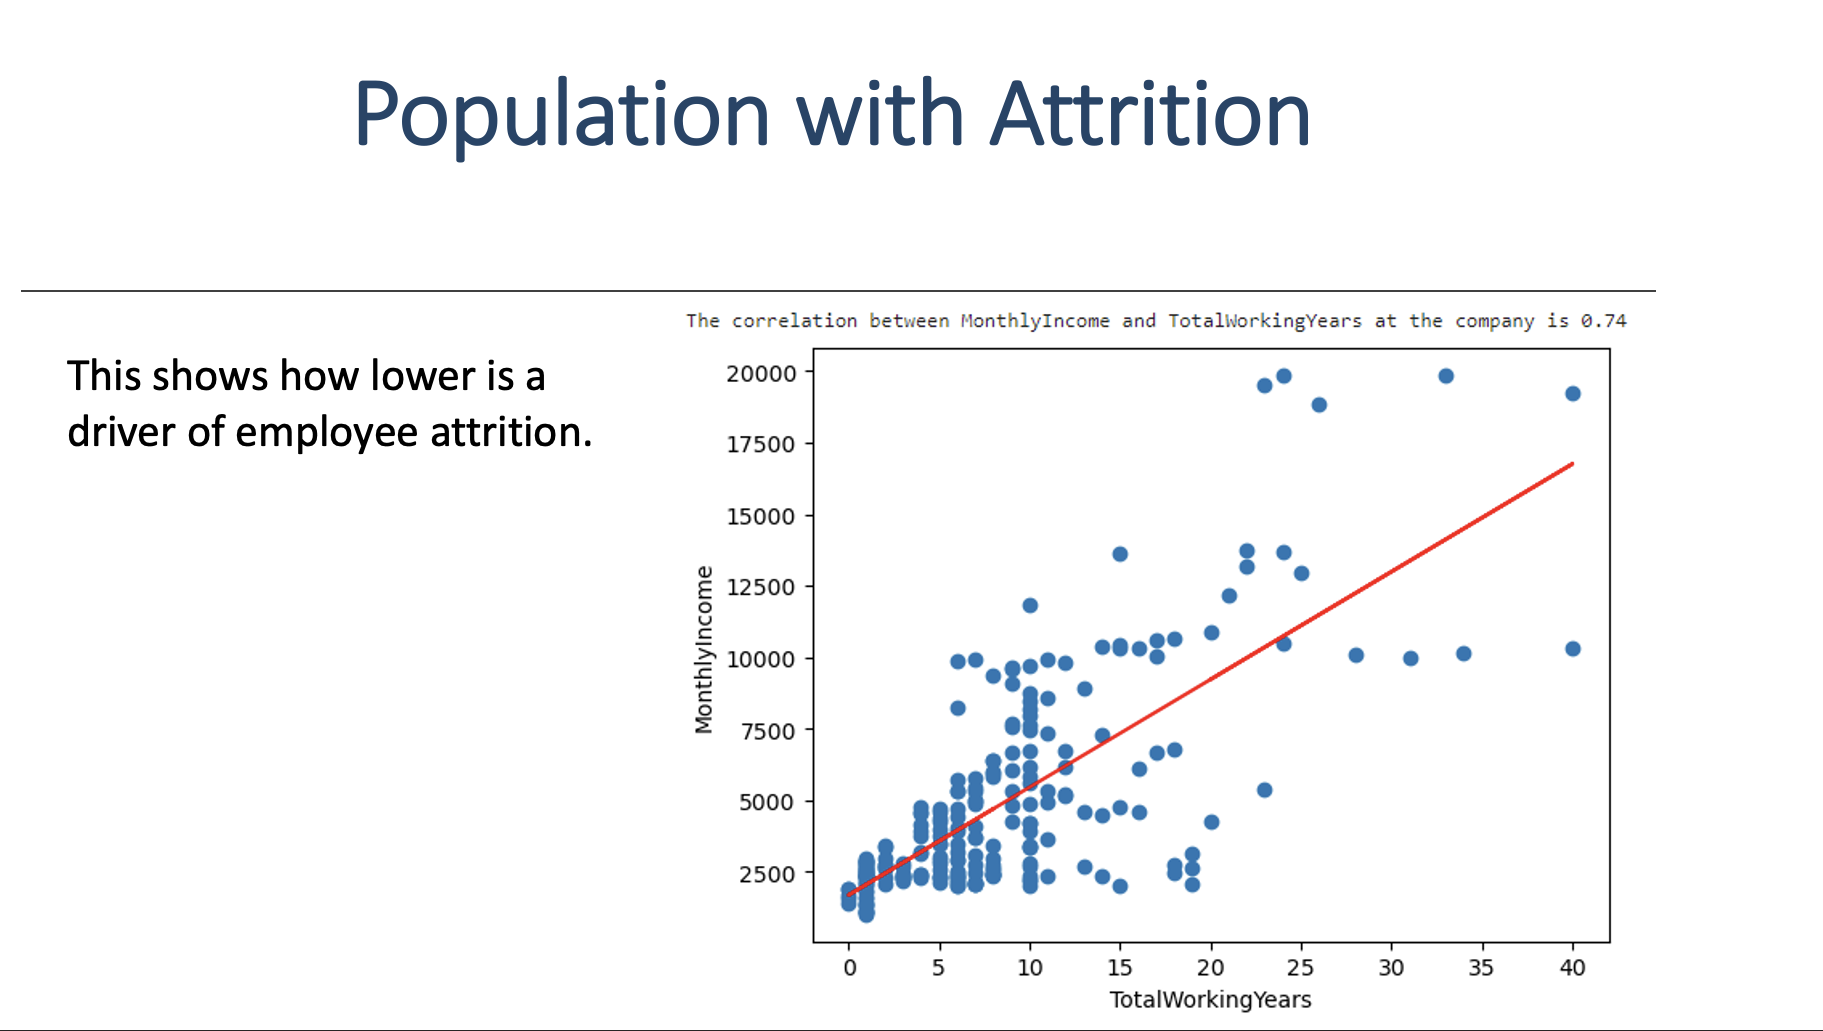 Population with Attrition
This shows how lower is a
driver of employee attrition.
The correlation between MonthlyIncome and TotalWorkingYears at the company is 0.74
MonthlyIncome
20000
17500
15000
12500
10000
7500
5000
2500
0 5 10 15 20 25 30 35 40
TotalWorkingYears